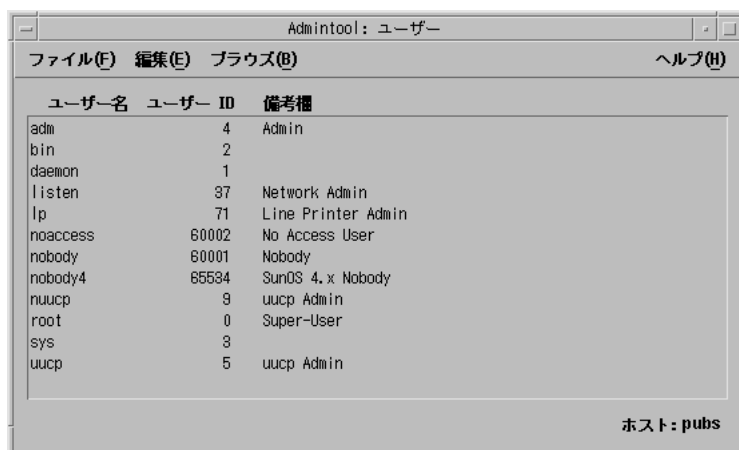 Admintool: ユーザー
ファイル(F) 編集(E) ブラウズ(B) ヘルプ(H)
ユーザー名 ユーザー ID 備考欄
adm 4 Admin
bin 2
daemon 1
listen 37 Network Admin
lp 71 Line Printer Admin
noaccess 60002 No Access User
nobody 60001 Nobody
nobody4 65534 SunOS 4.x Nobody
nuucp 9 uucp Admin
root 0 Super-User
sys 3
uucp 5 uucp Admin
ホスト: pubs